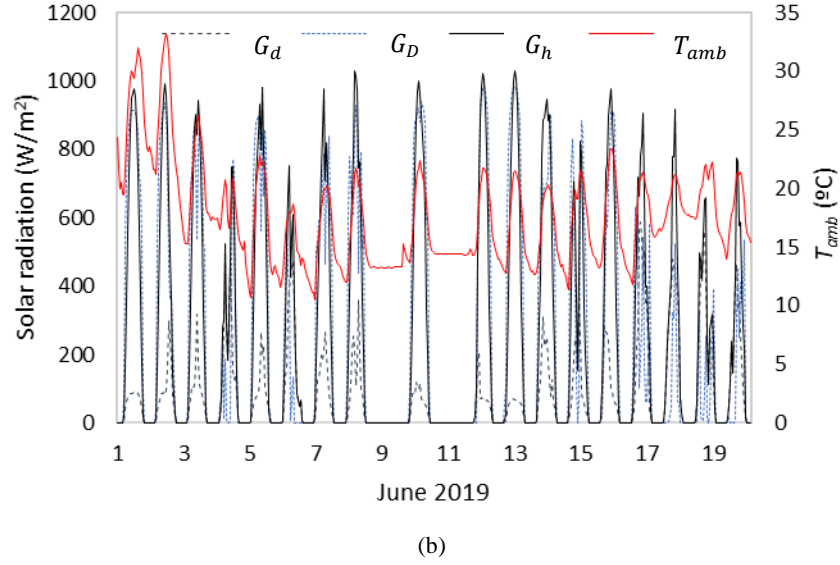 1200
1000
800
600
400
200
0
Solar radiation (W/m²)
G_d
G_D
G_h
T_amb
35
30
25
20
15
10
5
0
T_amb (ºC)
1 3 5 7 9 11 13 15 17 19
June 2019
(b)